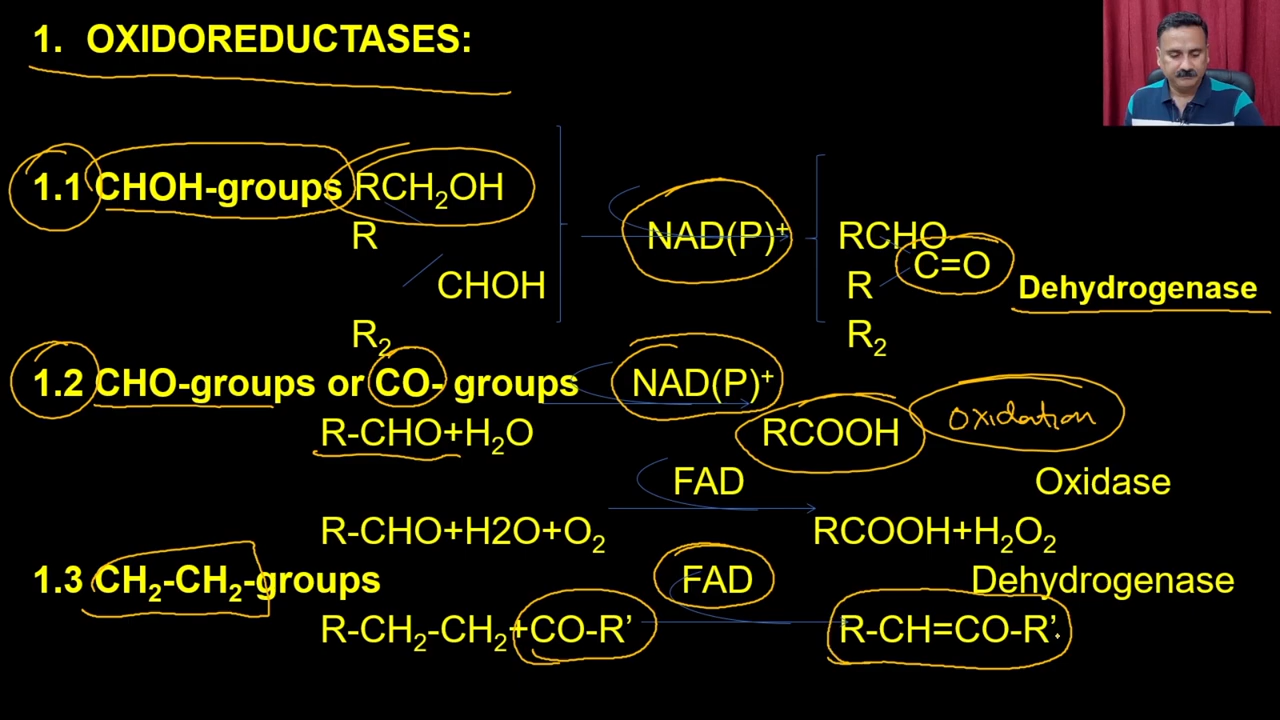 1. OXIDOREDUCTASES:
1.1 CHOH-groups RCH₂OH
R NAD(P)⁺ RCHO
C=O
CHOH R Dehydrogenase
R₂ R₂
1.2 CHO-groups or CO- groups NAD(P)⁺
R-CHO+H₂O RCOOH oxidation
FAD Oxidase
R-CHO+H2O+O₂ RCOOH+H₂O₂
1.3 CH₂-CH₂-groups FAD Dehydrogenase
R-CH₂-CH₂+CO-R’ R-CH=CO-R’